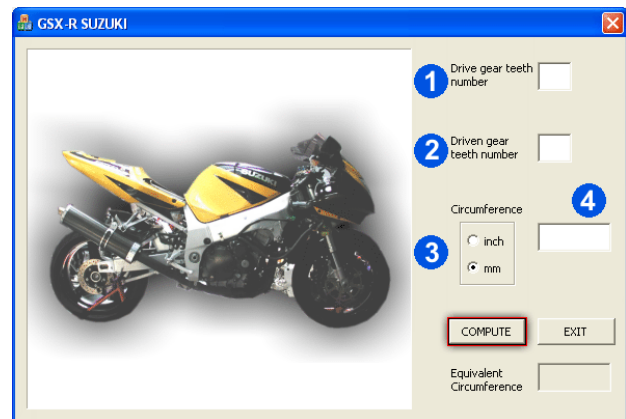 GSX-R SUZUKI
1
Drive gear teeth
number
2
Driven gear
teeth number
Circumference
4
3
inch
mm
COMPUTE
EXIT
Equivalent
Circumference
SUZUKI